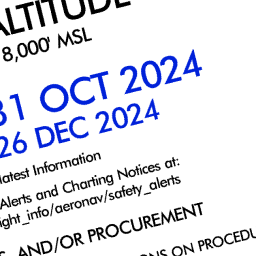 ALTITUDE
8,000' MSL
31 OCT 2024
26 DEC 2024
latest Information
Alerts and Charting Notices at:
ight_info/aeronav/safety_alerts
AND/OR PROCUREMENT
ON PROCEDU